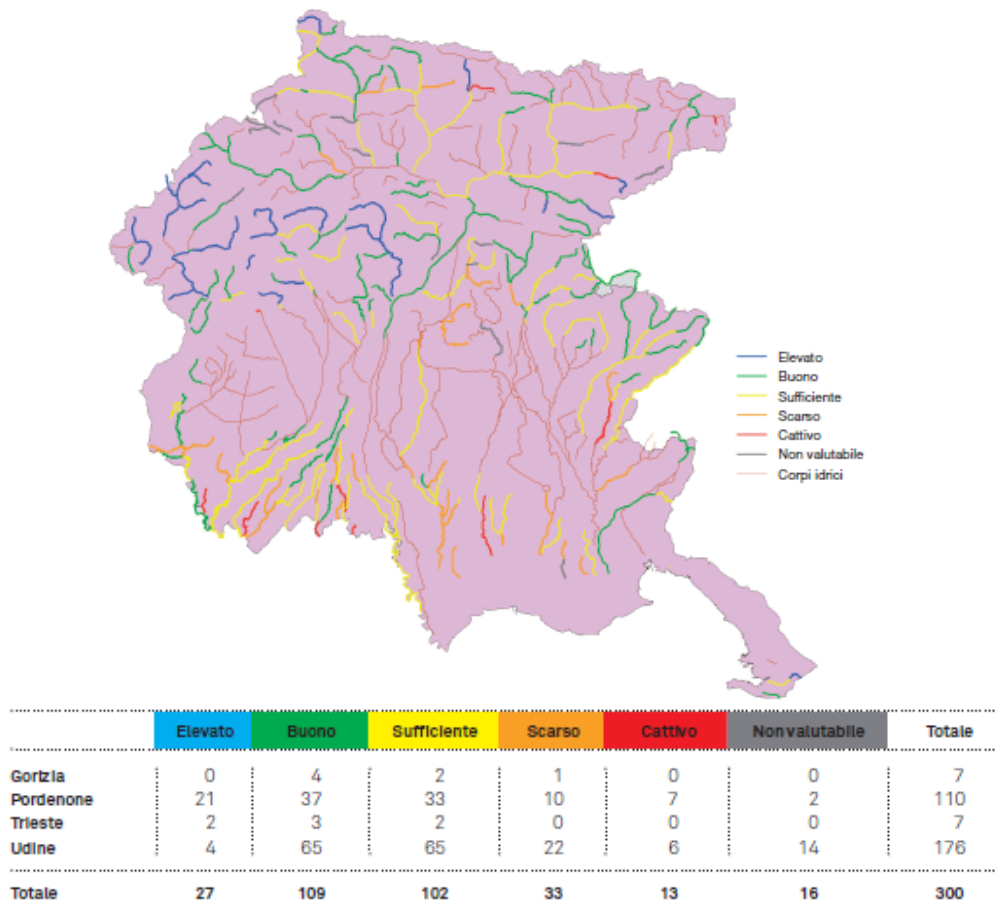 Elevato
Buono
Sufficiente
Scarso
Cattivo
Non valutabile
Corpi idrici
Elevato Buono Sufficiente Scarso Cattivo Non valutabile Totale
Gorizia 0 4 2 1 0 0 7
Pordenone 21 37 33 10 7 2 110
Trieste 2 3 2 0 0 0 7
Udine 4 65 65 22 6 14 176
Totale 27 109 102 33 13 16 300